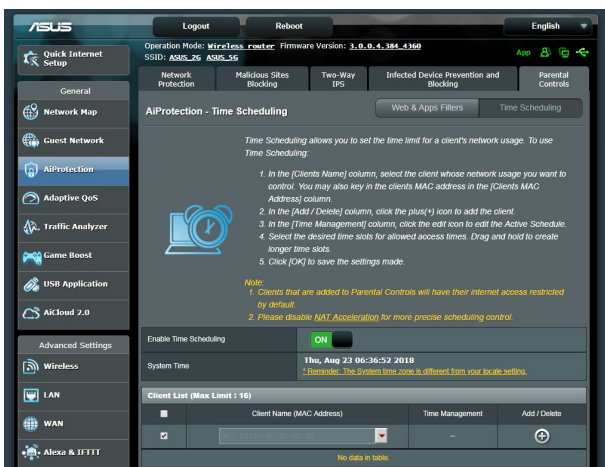 ASUS
Logout
Reboot
English
Quick Internet
Setup
Operation Mode: Wireless router Firmware Version: 3.0.0.4.384_4360
SSID: ASUS_2G ASUS_5G
App
General
Network Map
Guest Network
AiProtection
Adaptive QoS
Traffic Analyzer
Game Boost
USB Application
AiCloud 2.0
Advanced Settings
Wireless
LAN
WAN
Alexa & IFTTT
Network
Protection
Malicious Sites
Blocking
Two-Way
IPS
Infected Device Prevention and
Blocking
Parental
Controls
AiProtection - Time Scheduling
Web & Apps Filters
Time Scheduling
Time Scheduling allows you to set the time limit for a client's network usage. To use
Time Scheduling:
1. In the [Clients Name] column, select the client whose network usage you want to
control. You may also key in the clients MAC address in the [Clients MAC
Address] column.
2. In the [Add / Delete] column, click the plus(+) icon to add the client.
3. In the [Time Management] column, click the edit icon to edit the Active Schedule.
4. Select the desired time slots for allowed access times. Drag and hold to create
longer time slots.
5. Click [OK] to save the settings made.
Note:
1. Clients that are added to Parental Controls will have their internet access restricted
by default.
2. Please disable NAT Acceleration for more precise scheduling control.
Enable Time Scheduling
ON
System Time
Thu, Aug 23 06:36:52 2018
* Reminder: The System time zone is different from your locale setting.
Client List (Max Limit : 16)
Client Name (MAC Address)
Time Management
Add / Delete
--
No data in table.